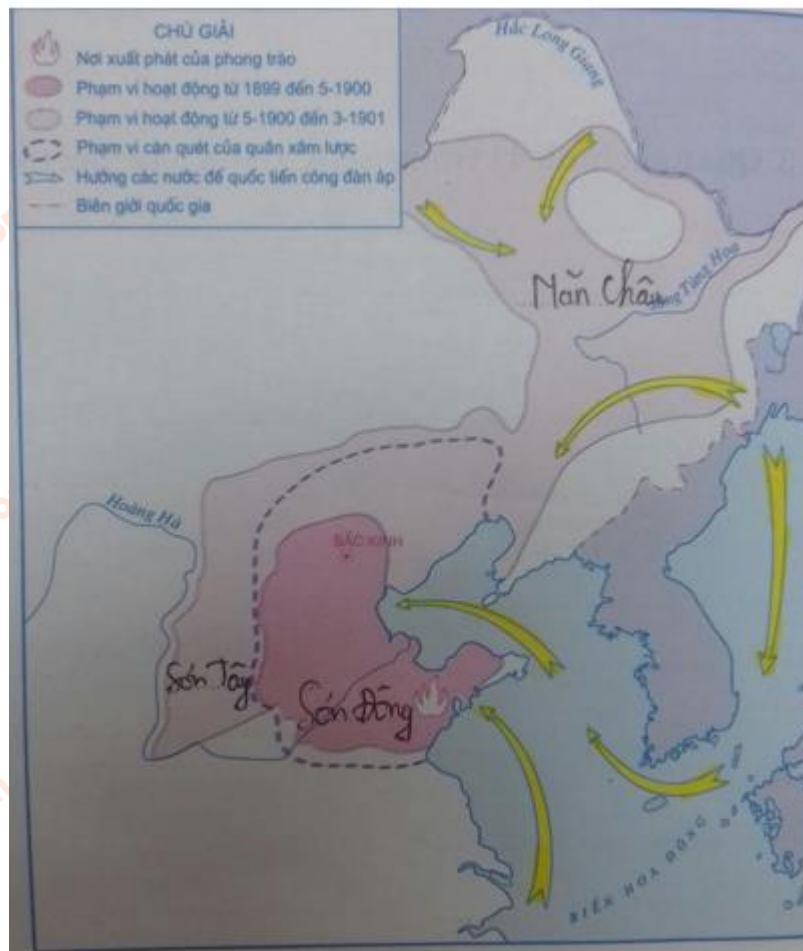 CHÚ GIẢI
Nơi xuất phát của phong trào
Phạm vi hoạt động từ 1899 đến 5-1900
Phạm vi hoạt động từ 5-1900 đến 3-1901
Phạm vi càn quét của quân xâm lược
Hướng các nước đế quốc tiến công đàn áp
Biên giới quốc gia
Hắc Long Giang
Mãn Châu
Sông Tùng Hoa
Hoàng Hà
BẮC KINH
Sơn Tây
Sơn Đông
BIỂN HOA ĐÔNG